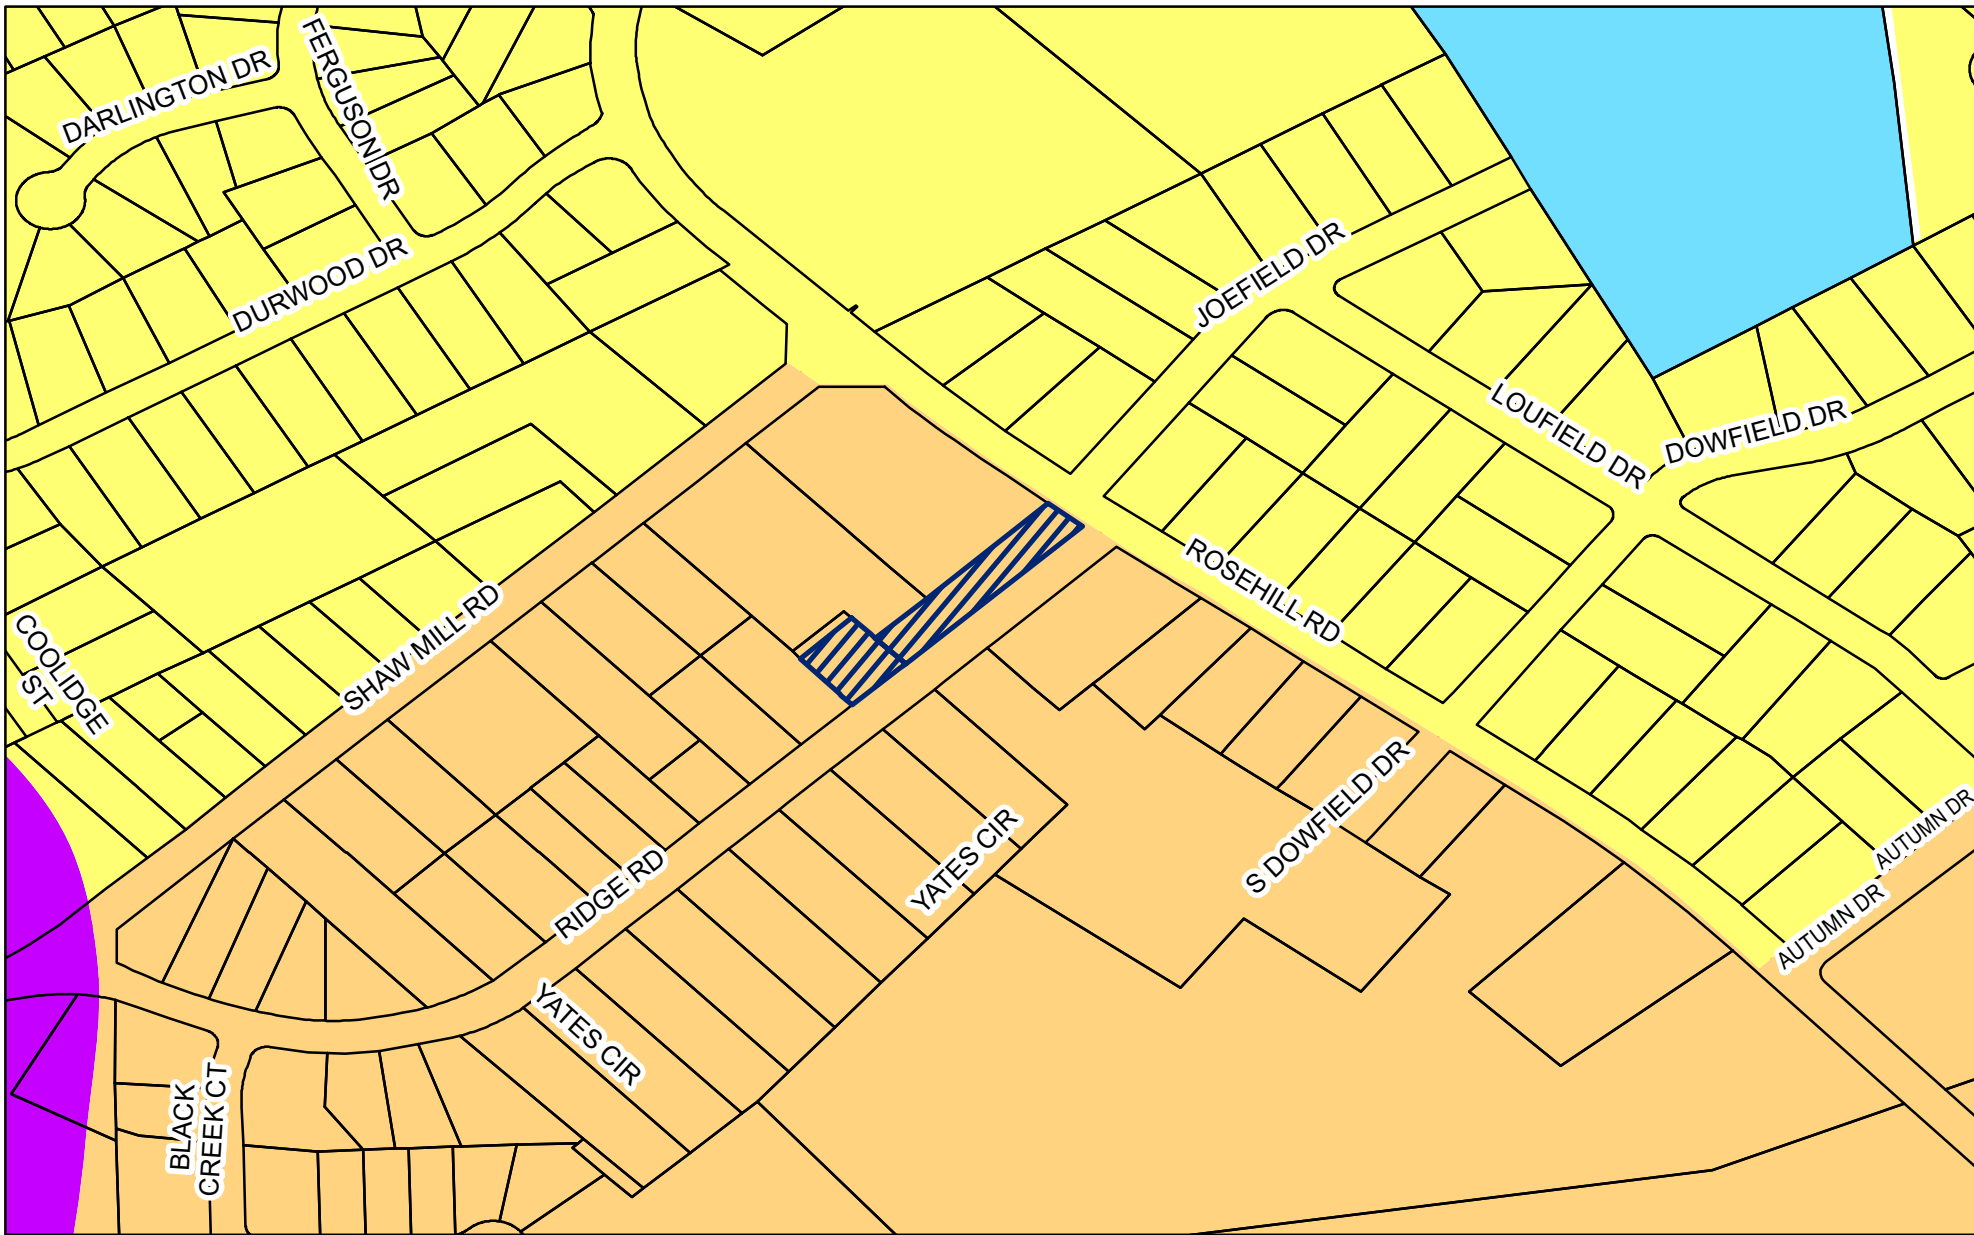 FERGUSON DR
DARLINGTON DR
DURWOOD DR
JOEFIELD DR
LOUFIELD DR
DOWFIELD DR
ROSEHILL RD
SHAW MILL RD
COOLIDGE
ST
S DOWFIELD DR
AUTUMN DR
AUTUMN DR
YATES CIR
RIDGE RD
YATES CIR
BLACK
CREEK CT